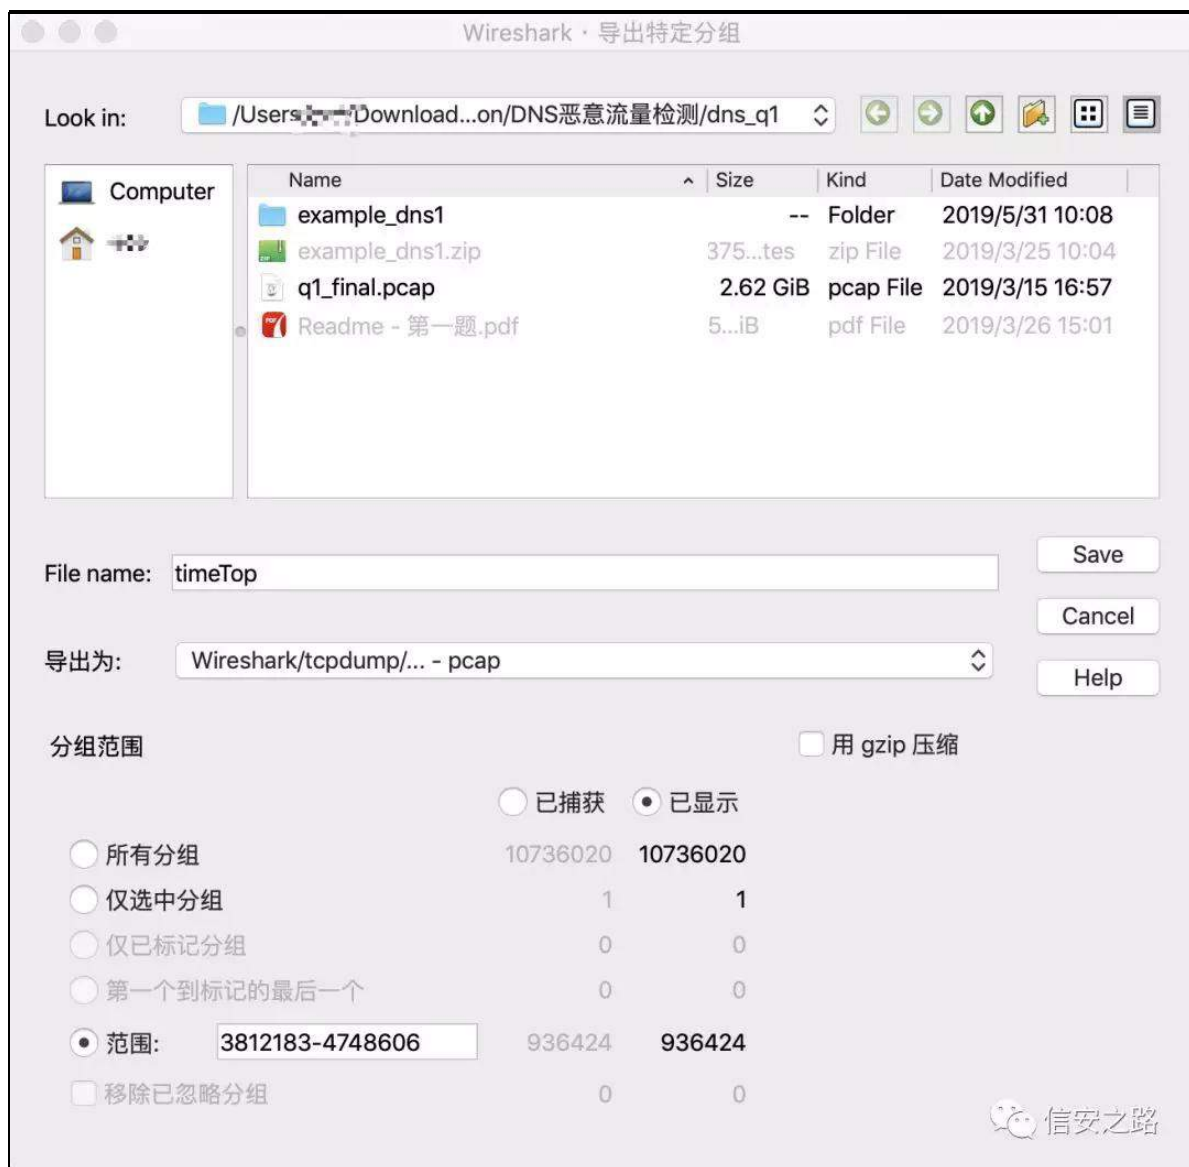 Wireshark · 导出特定分组
Look in: /Users Download...on/DNS恶意流量检测/dns_q1
Computer
Name Size Kind Date Modified
example_dns1 -- Folder 2019/5/31 10:08
example_dns1.zip 375...tes zip File 2019/3/25 10:04
q1_final.pcap 2.62 GiB pcap File 2019/3/15 16:57
Readme - 第一题.pdf 5...iB pdf File 2019/3/26 15:01
File name: timeTop
Save
Cancel
导出为: Wireshark/tcpdump/... - pcap
Help
分组范围
用 gzip 压缩
已捕获 已显示
所有分组 10736020 10736020
仅选中分组 1 1
仅已标记分组 0 0
第一个到标记的最后一个 0 0
范围: 3812183-4748606 936424 936424
移除已忽略分组 0 0
信安之路